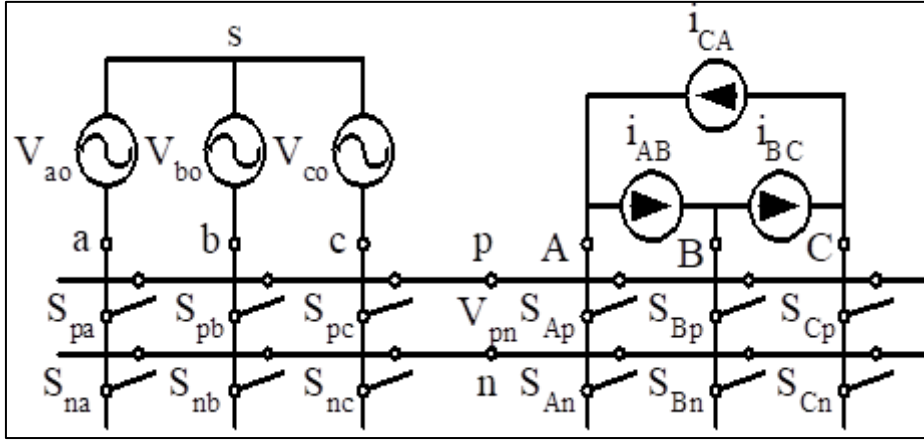 i_CA
s
i_AB i_BC
V_ao V_bo V_co
a b c p A B C
S_pa S_pb S_pc V_pn S_Ap S_Bp S_Cp
S_na S_nb S_nc n S_An S_Bn S_Cn